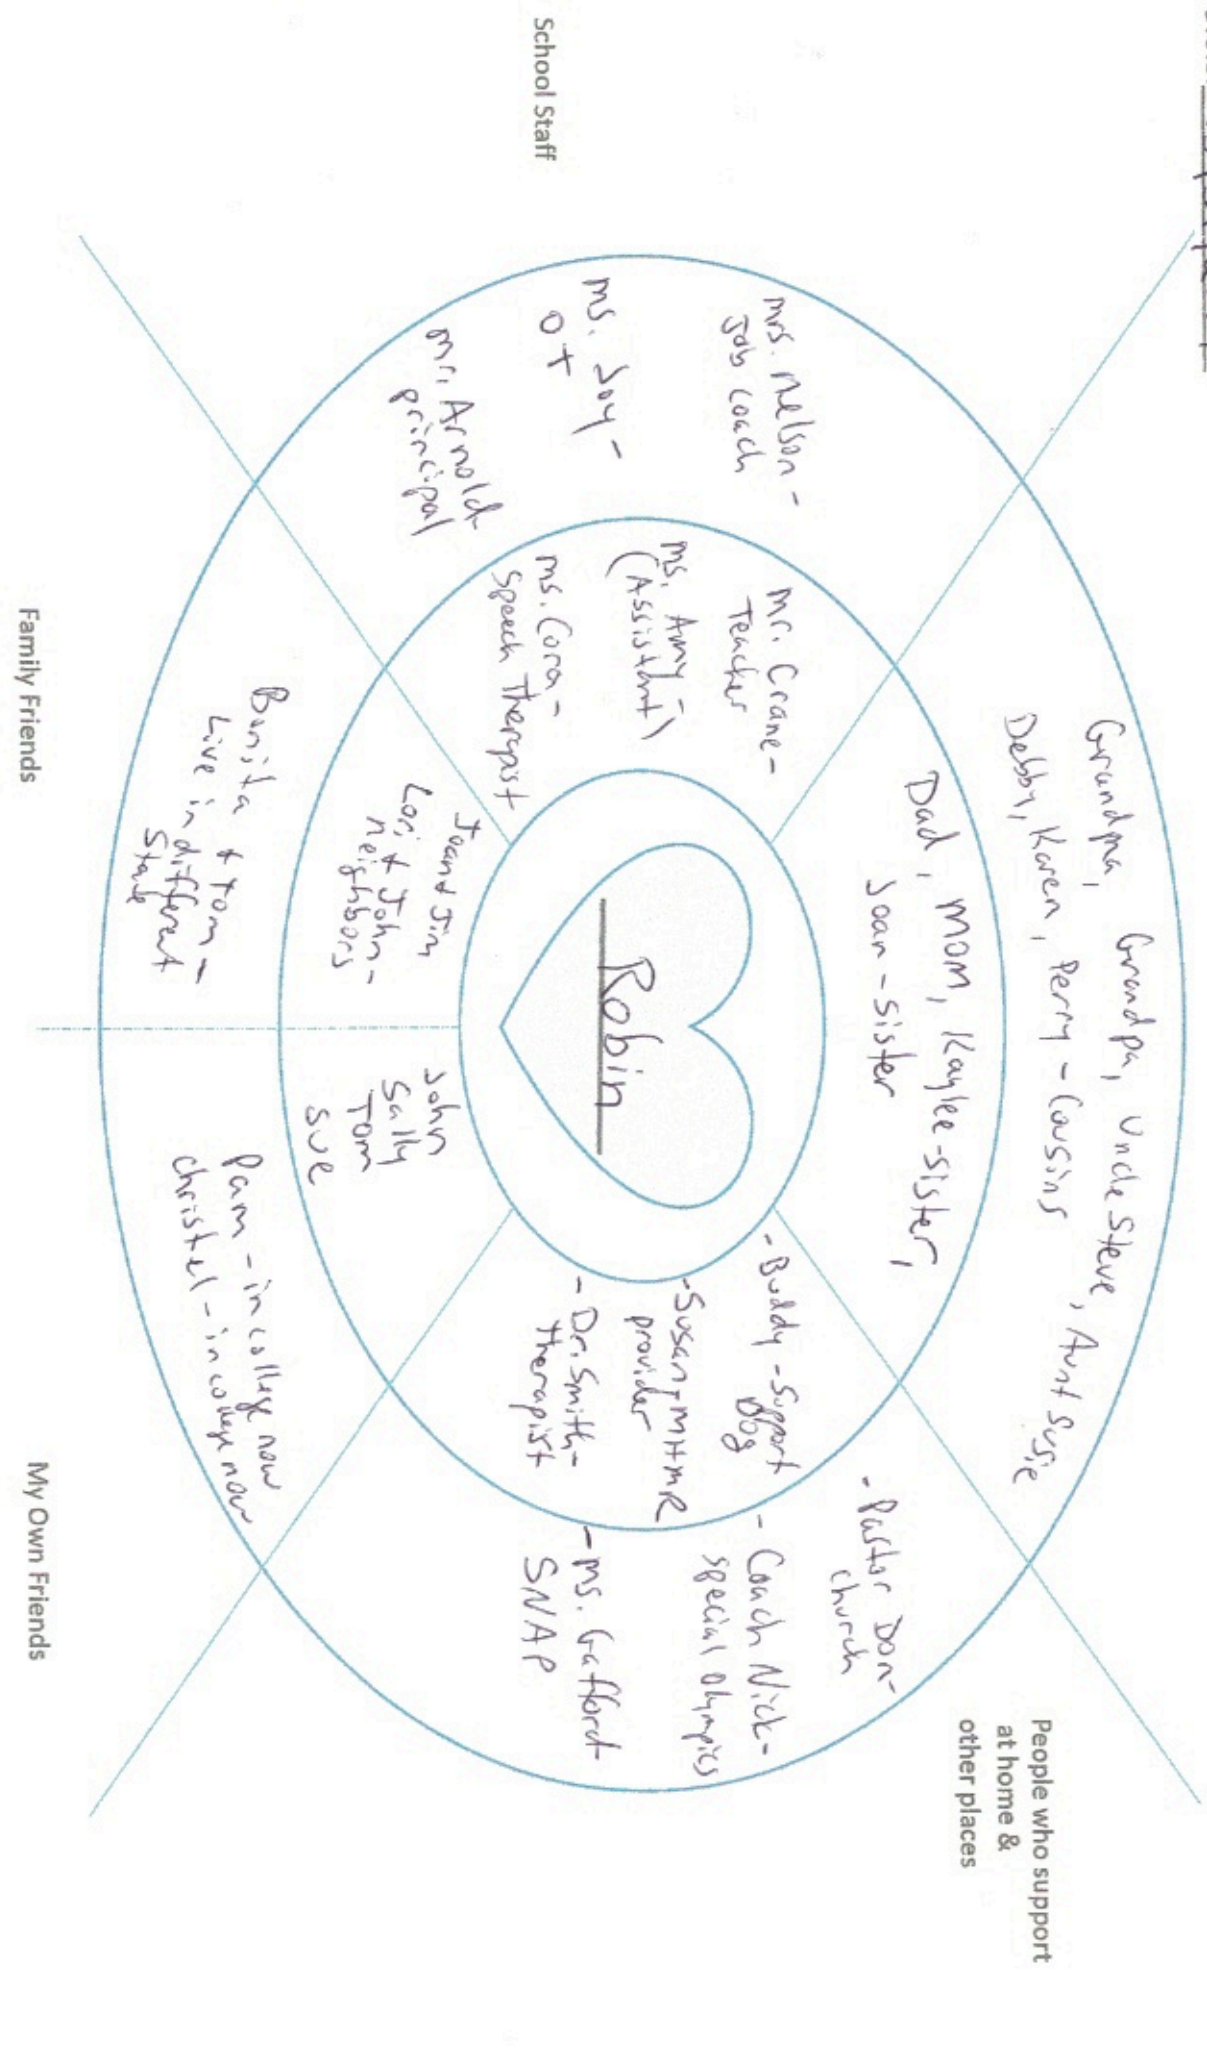 Grandma, Grandpa, Uncle Steve, Aunt Susie
Debby, Karen, Perry - Cousins
Dad, Mom, Kaylee-sister,
Joan-sister
School Staff
Mrs. Nelson -
Job Coach
Ms. Joy -
OT
Mr. Arnold-
principal
Mr. Crane -
Teacher
Ms. Amy -
(Assistant)
Ms. Cora -
Speech Therapist
Robin
- Buddy - Support
Dog
- Susan - MHMR
provider
- Dr. Smith-
therapist
- Pastor Don-
church
- Coach Nick-
special Olympics
- Ms. Gafford-
SNAP
People who support
at home &
other places
Jo and Jim
Lori & John -
neighbors
Bonita & Tom -
Live in different
State
Family Friends
John
Sally
Tom
Sue
Pam - in college now
Christel - in college now
My Own Friends